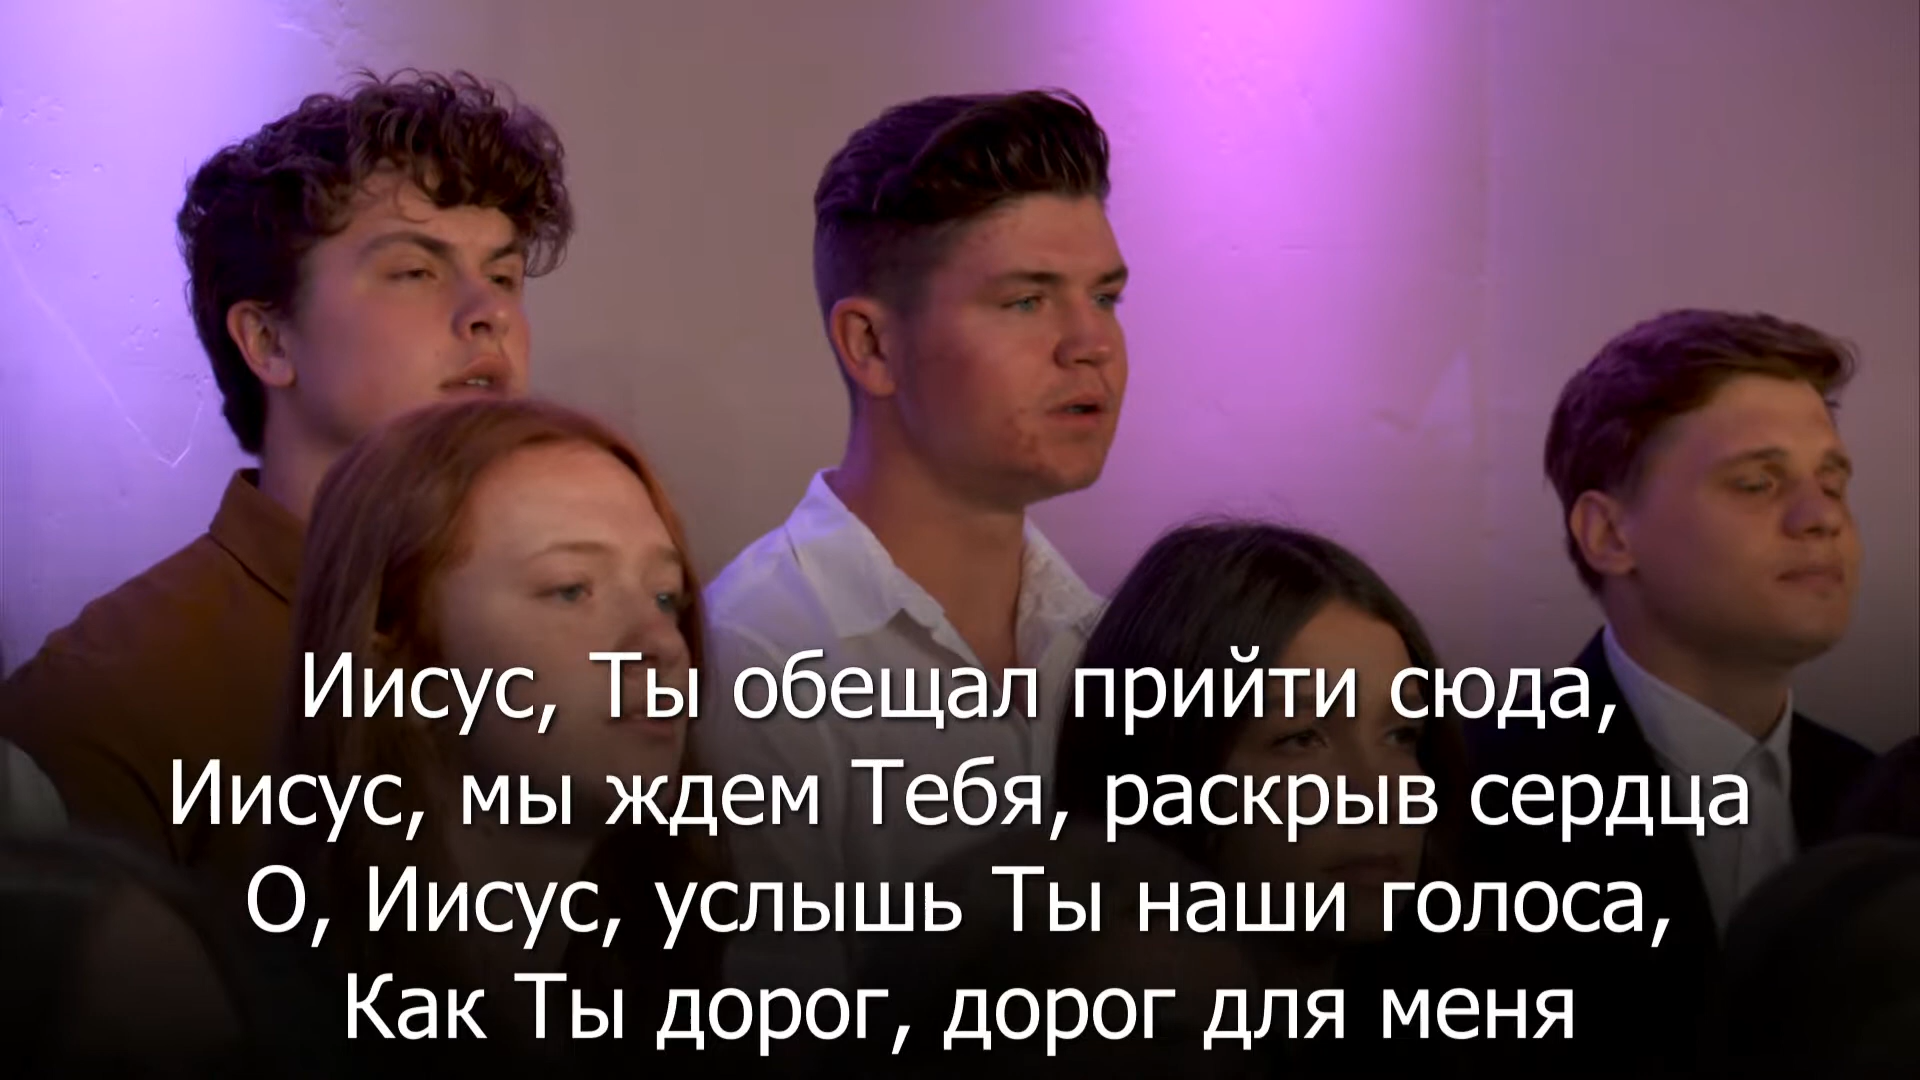 Иисус, Ты обещал прийти сюда,
Иисус, мы ждем Тебя, раскрыв сердца
О, Иисус, услышь Ты наши голоса,
Как Ты дорог, дорог для меня